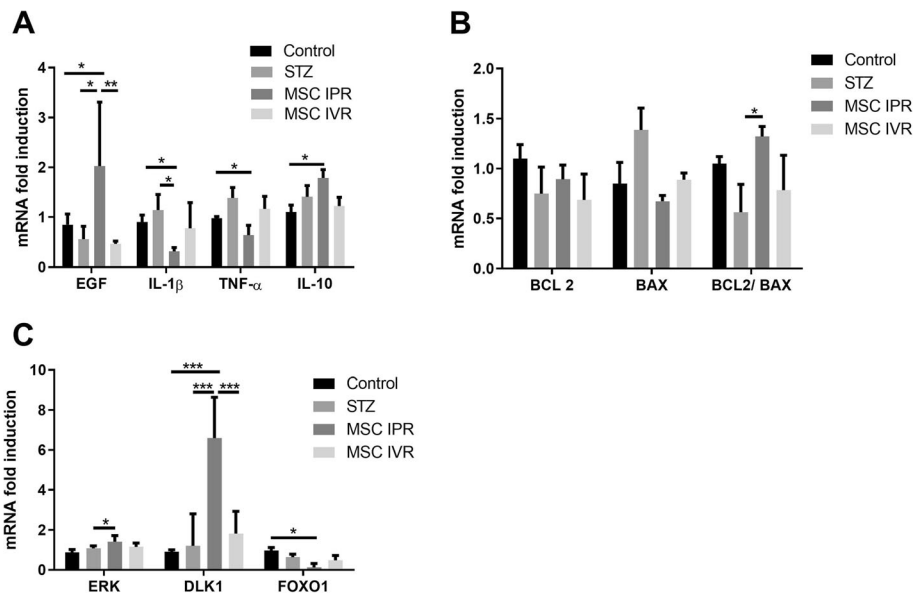 A
Control
STZ
MSC IPR
MSC IVR
mRNA fold induction
4
3
2
1
0
* * ** * * * *
EGF IL-1β TNF-α IL-10
B
Control
STZ
MSC IPR
MSC IVR
mRNA fold induction
2.0
1.5
1.0
0.5
0.0
*
BCL 2 BAX BCL2/ BAX
C
Control
STZ
MSC IPR
MSC IVR
mRNA fold induction
10
8
6
4
2
0
*** *** *** * *
ERK DLK1 FOXO1